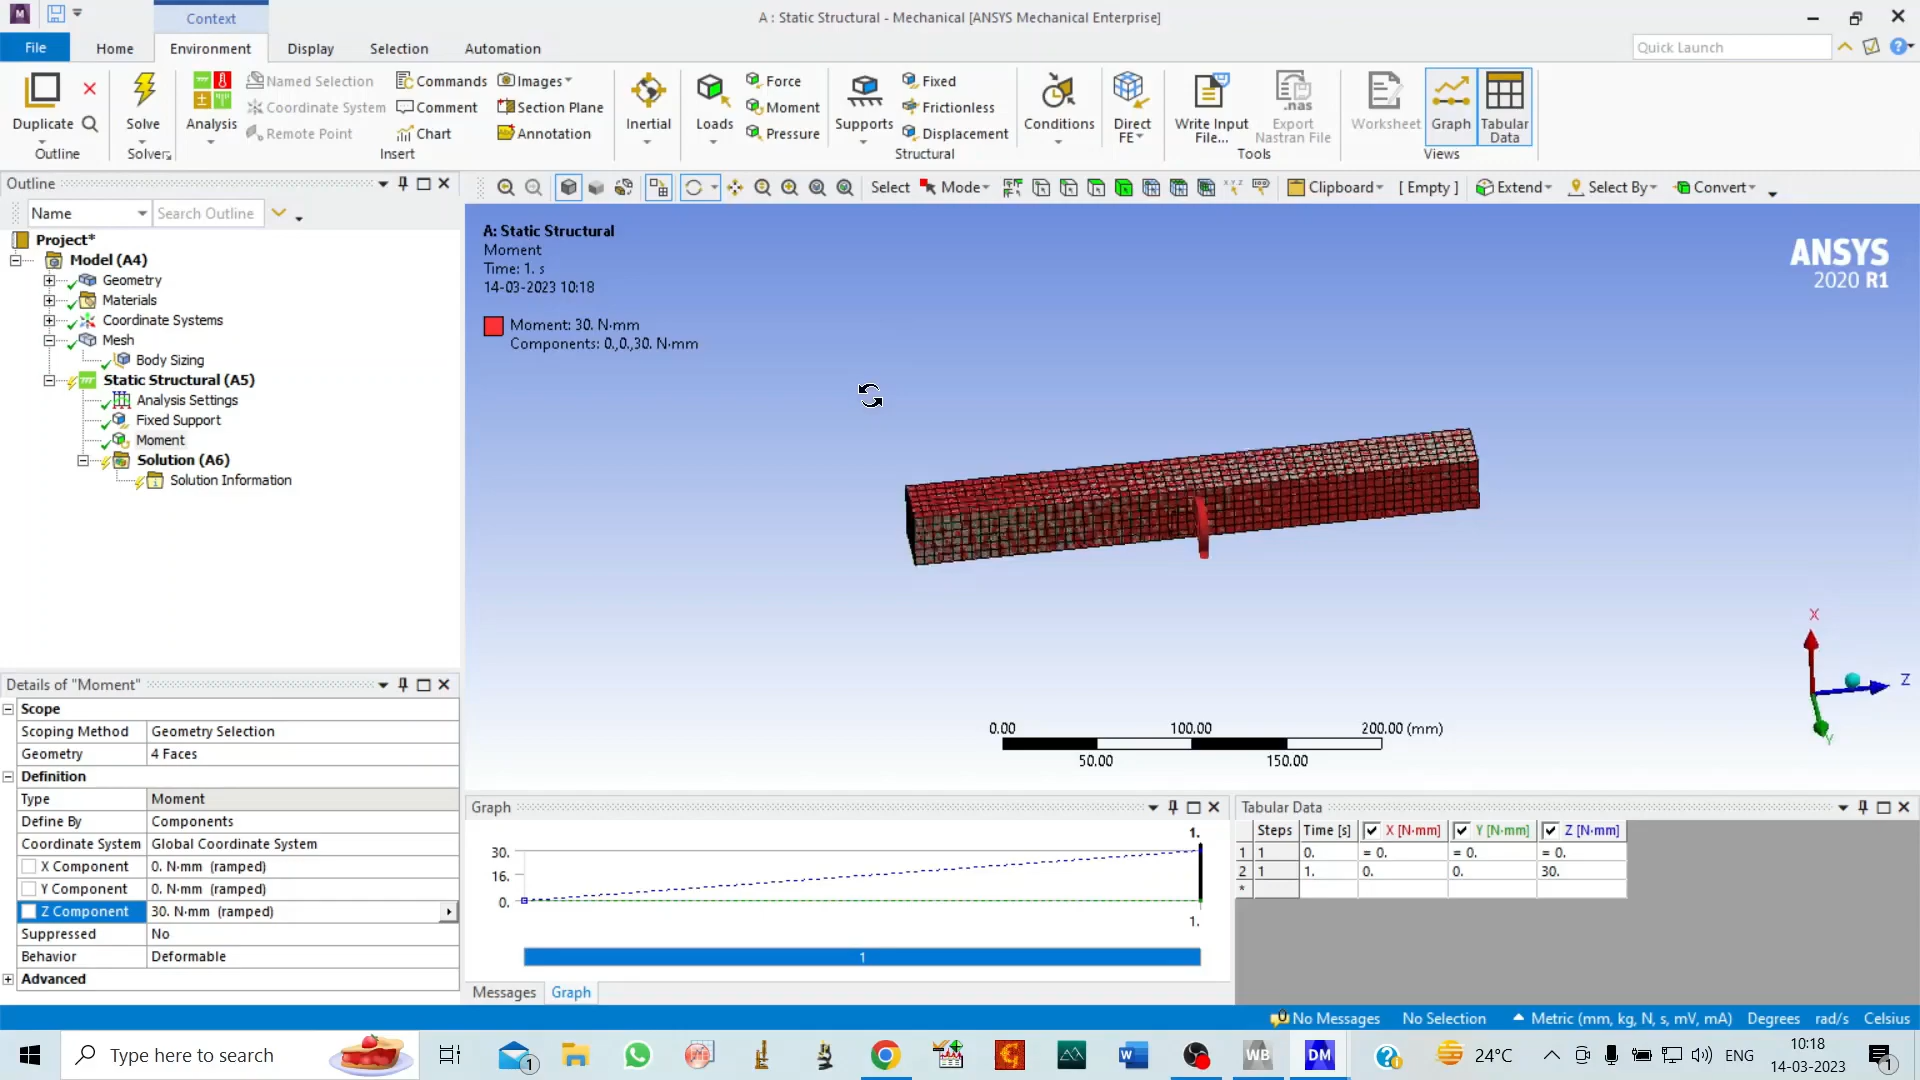 Context
A : Static Structural - Mechanical [ANSYS Mechanical Enterprise]
File
Home
Environment
Display
Selection
Automation
Quick Launch
Duplicate
Outline
Solve
Solver
Analysis
Named Selection
Coordinate System
Remote Point
Commands
Comment
Chart
Images
Section Plane
Annotation
Insert
Inertial
Loads
Force
Moment
Pressure
Supports
Fixed
Frictionless
Displacement
Structural
Conditions
Direct
FE
Write Input
File...
.nas
Export
Nastran File
Tools
Worksheet
Graph
Tabular
Data
Views
Outline
Select
Mode
Clipboard
[ Empty ]
Extend
Select By
Convert
Name
Search Outline
Project*
Model (A4)
Geometry
Materials
Coordinate Systems
Mesh
Body Sizing
Static Structural (A5)
Analysis Settings
Fixed Support
Moment
Solution (A6)
Solution Information
A: Static Structural
Moment
Time: 1. s
14-03-2023 10:18
Moment: 30. N·mm
Components: 0.,0.,30. N·mm
ANSYS
2020 R1
X
Z
Y
0.00
100.00
200.00 (mm)
50.00
150.00
Details of "Moment"
Scope
Scoping Method
Geometry Selection
Geometry
4 Faces
Definition
Type
Moment
Define By
Components
Coordinate System
Global Coordinate System
X Component
0. N·mm (ramped)
Y Component
0. N·mm (ramped)
Z Component
30. N·mm (ramped)
Suppressed
No
Behavior
Deformable
Advanced
Graph
1.
30.
16.
0.
1.
1
Messages
Graph
Tabular Data
Steps
Time [s]
X [N·mm]
Y [N·mm]
Z [N·mm]
1
1
0.
= 0.
= 0.
= 0.
2
1
1.
0.
0.
30.
*
No Messages
No Selection
Metric (mm, kg, N, s, mV, mA)
Degrees
rad/s
Celsius
Type here to search
1
WB
DM
24°C
ENG
10:18
14-03-2023
1